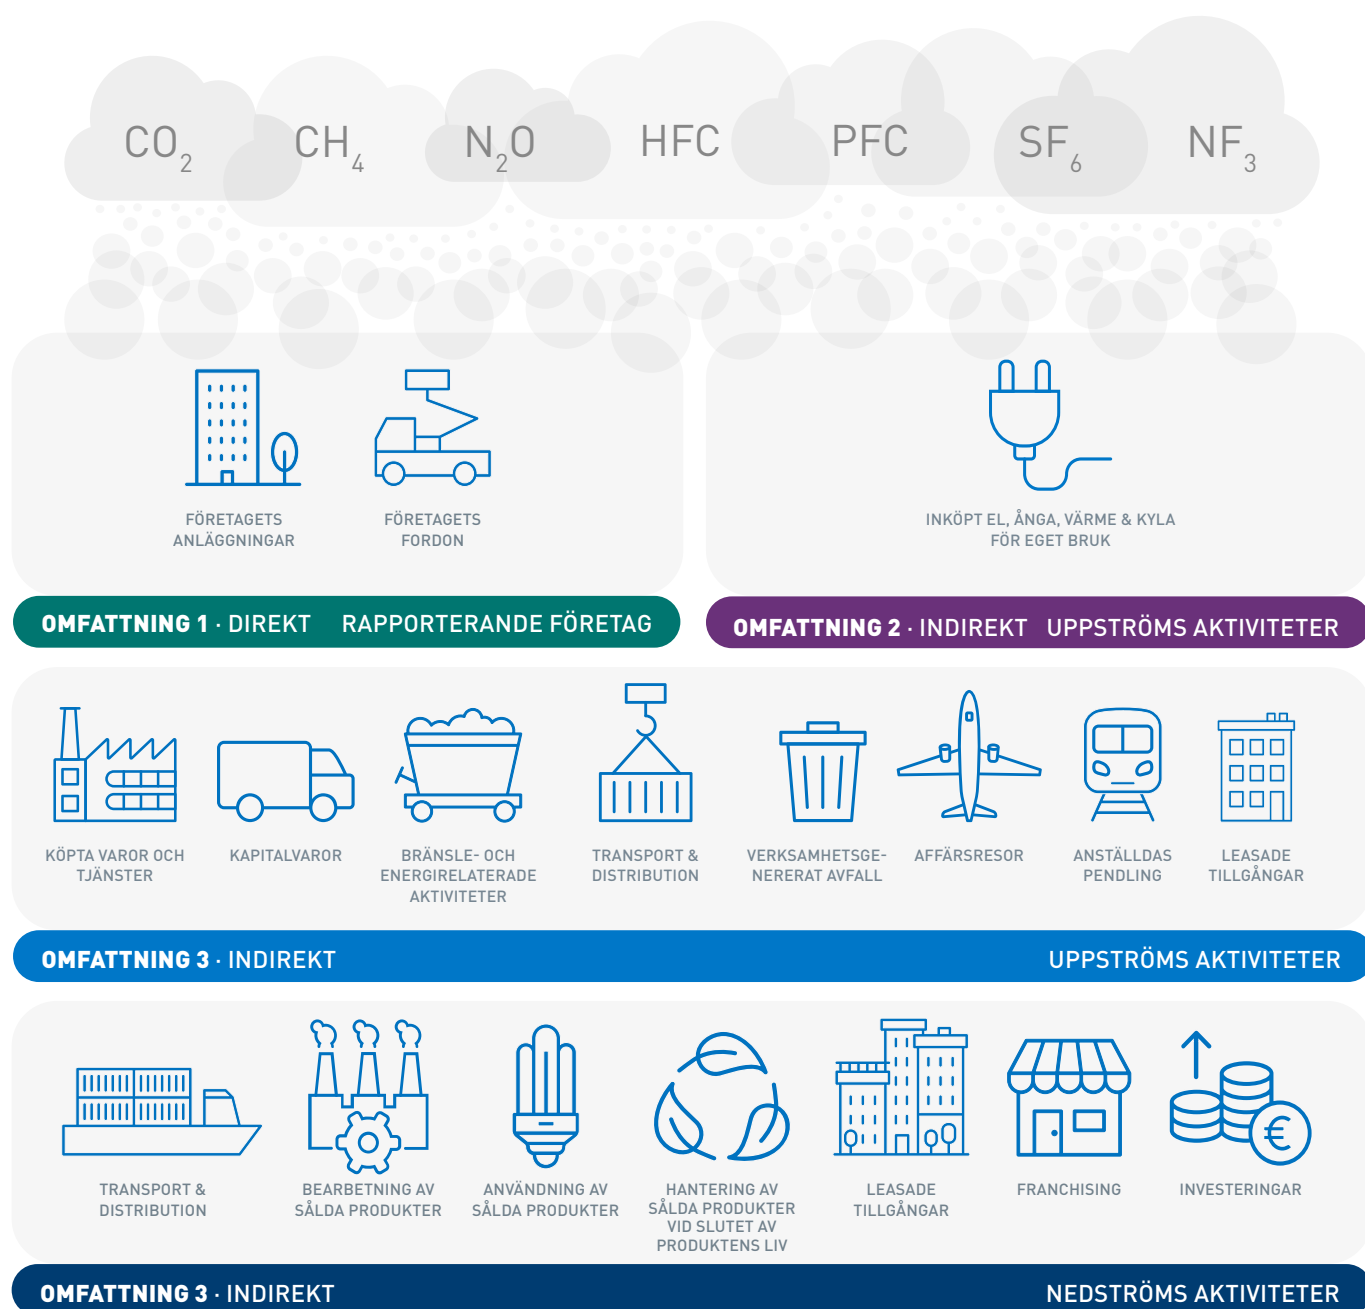 CO₂ CH₄ N₂O HFC PFC SF₆ NF₃
FÖRETAGETS
ANLÄGGNINGAR
FÖRETAGETS
FORDON
INKÖPT EL, ÅNGA, VÄRME & KYLA
FÖR EGET BRUK
OMFATTNING 1 · DIREKT RAPPORTERANDE FÖRETAG
OMFATTNING 2 · INDIREKT UPPSTRÖMS AKTIVITETER
KÖPTA VAROR OCH
TJÄNSTER
KAPITALVAROR
BRÄNSLE- OCH
ENERGIRELATERADE
AKTIVITETER
TRANSPORT &
DISTRIBUTION
VERKSAMHETSGE-
NERERAT AVFALL
AFFÄRSRESOR
ANSTÄLLDAS
PENDLING
LEASADE
TILLGÅNGAR
OMFATTNING 3 · INDIREKT UPPSTRÖMS AKTIVITETER
TRANSPORT &
DISTRIBUTION
BEARBETNING AV
SÅLDA PRODUKTER
ANVÄNDNING AV
SÅLDA PRODUKTER
HANTERING AV
SÅLDA PRODUKTER
VID SLUTET AV
PRODUKTENS LIV
LEASADE
TILLGÅNGAR
FRANCHISING
€
INVESTERINGAR
OMFATTNING 3 · INDIREKT NEDSTRÖMS AKTIVITETER